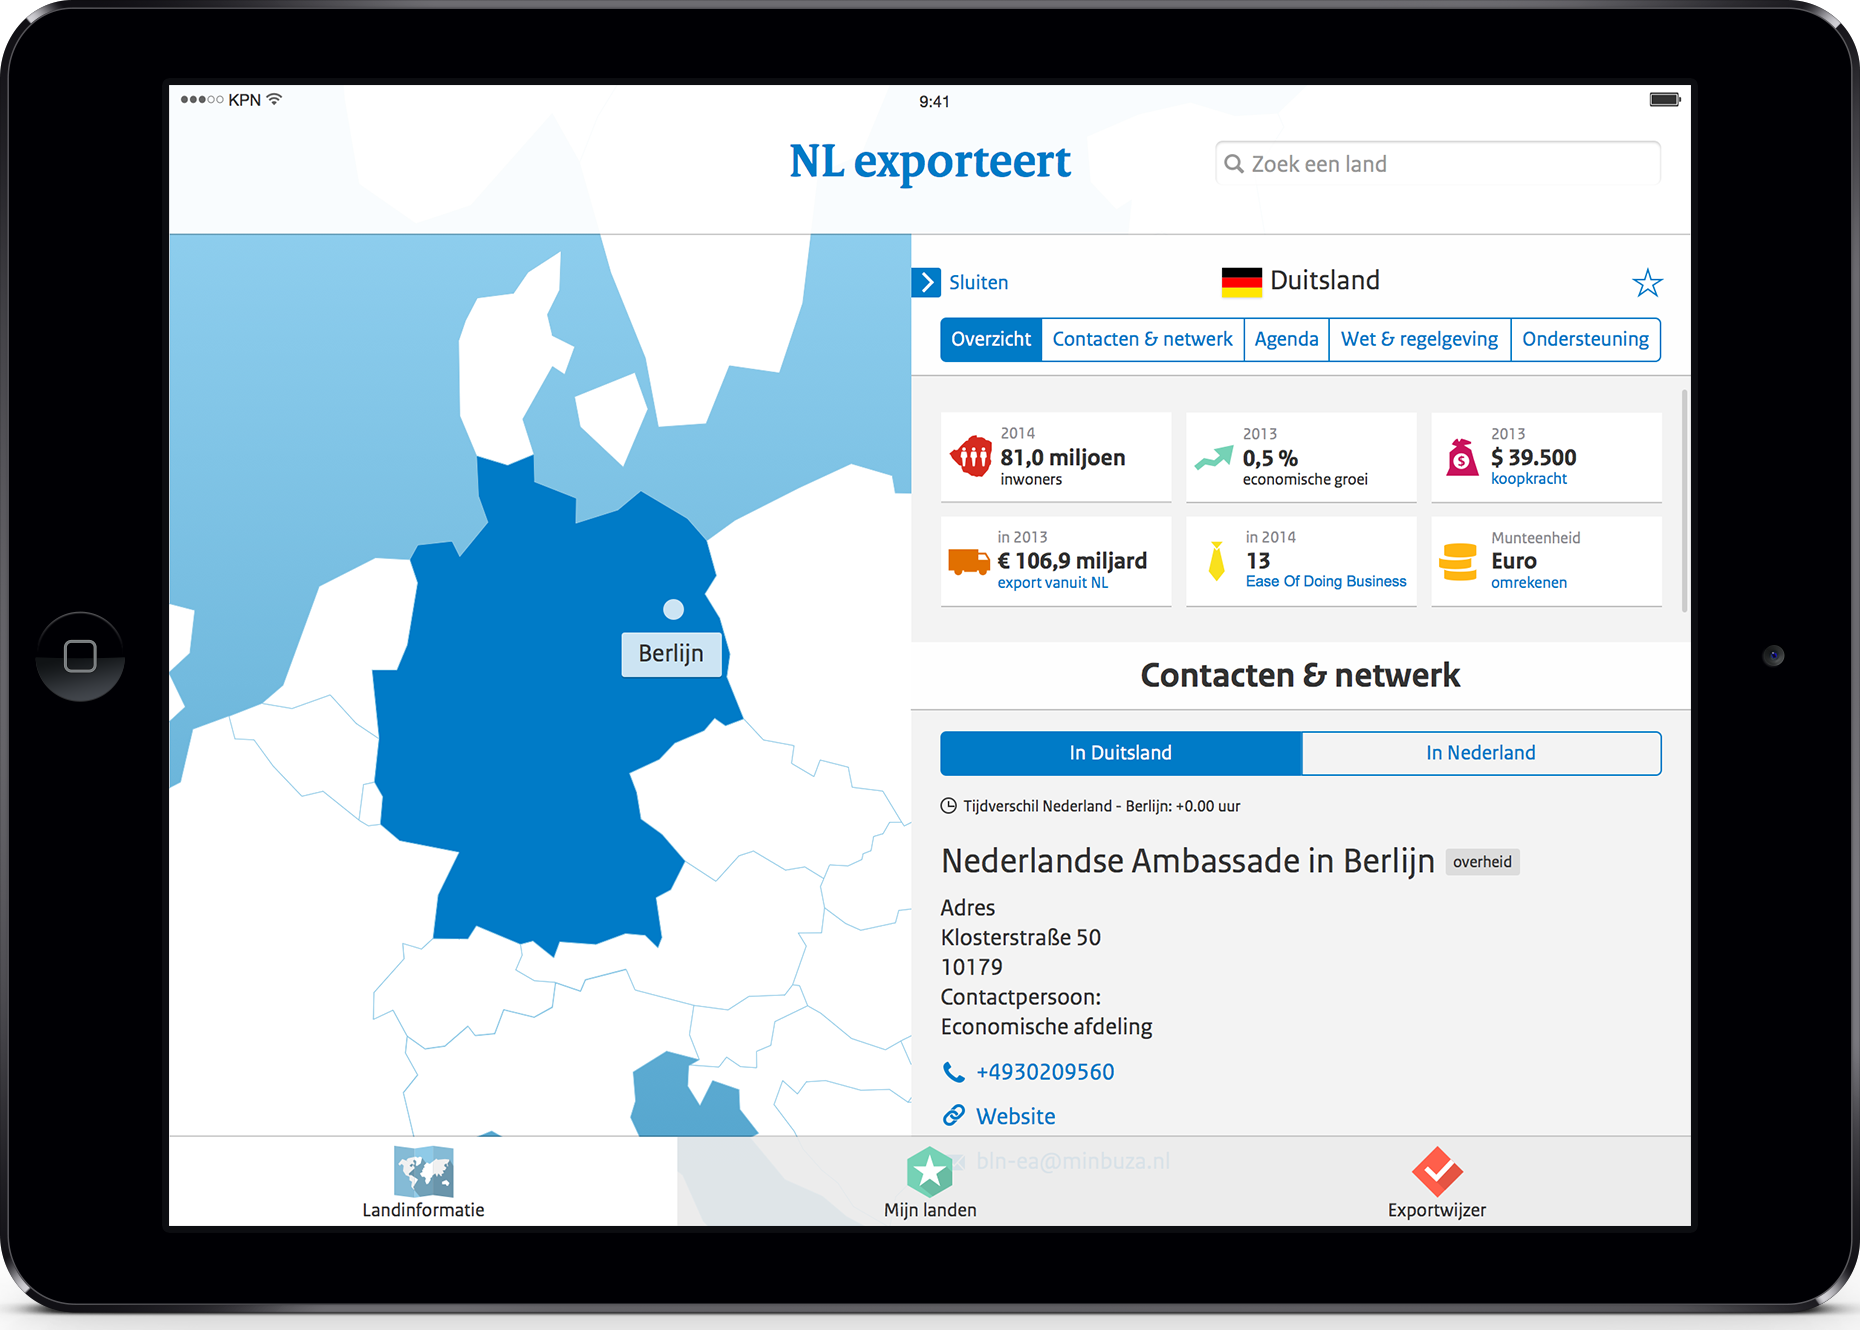 KPN
9:41
NL exporteert
Zoek een land
Sluiten
Duitsland
Overzicht
Contacten & netwerk
Agenda
Wet & regelgeving
Ondersteuning
2014
81,0 miljoen
inwoners
2013
0,5 %
economische groei
2013
$ 39.500
koopkracht
in 2013
€ 106,9 miljard
export vanuit NL
in 2014
13
Ease Of Doing Business
Munteenheid
Euro
omrekenen
Berlijn
Contacten & netwerk
In Duitsland
In Nederland
Tijdverschil Nederland - Berlijn: +0.00 uur
Nederlandse Ambassade in Berlijn
overheid
Adres
Klosterstraße 50
10179
Contactpersoon:
Economische afdeling
+4930209560
Website
bln-ea@minbuza.nl
Landinformatie
Mijn landen
Exportwijzer